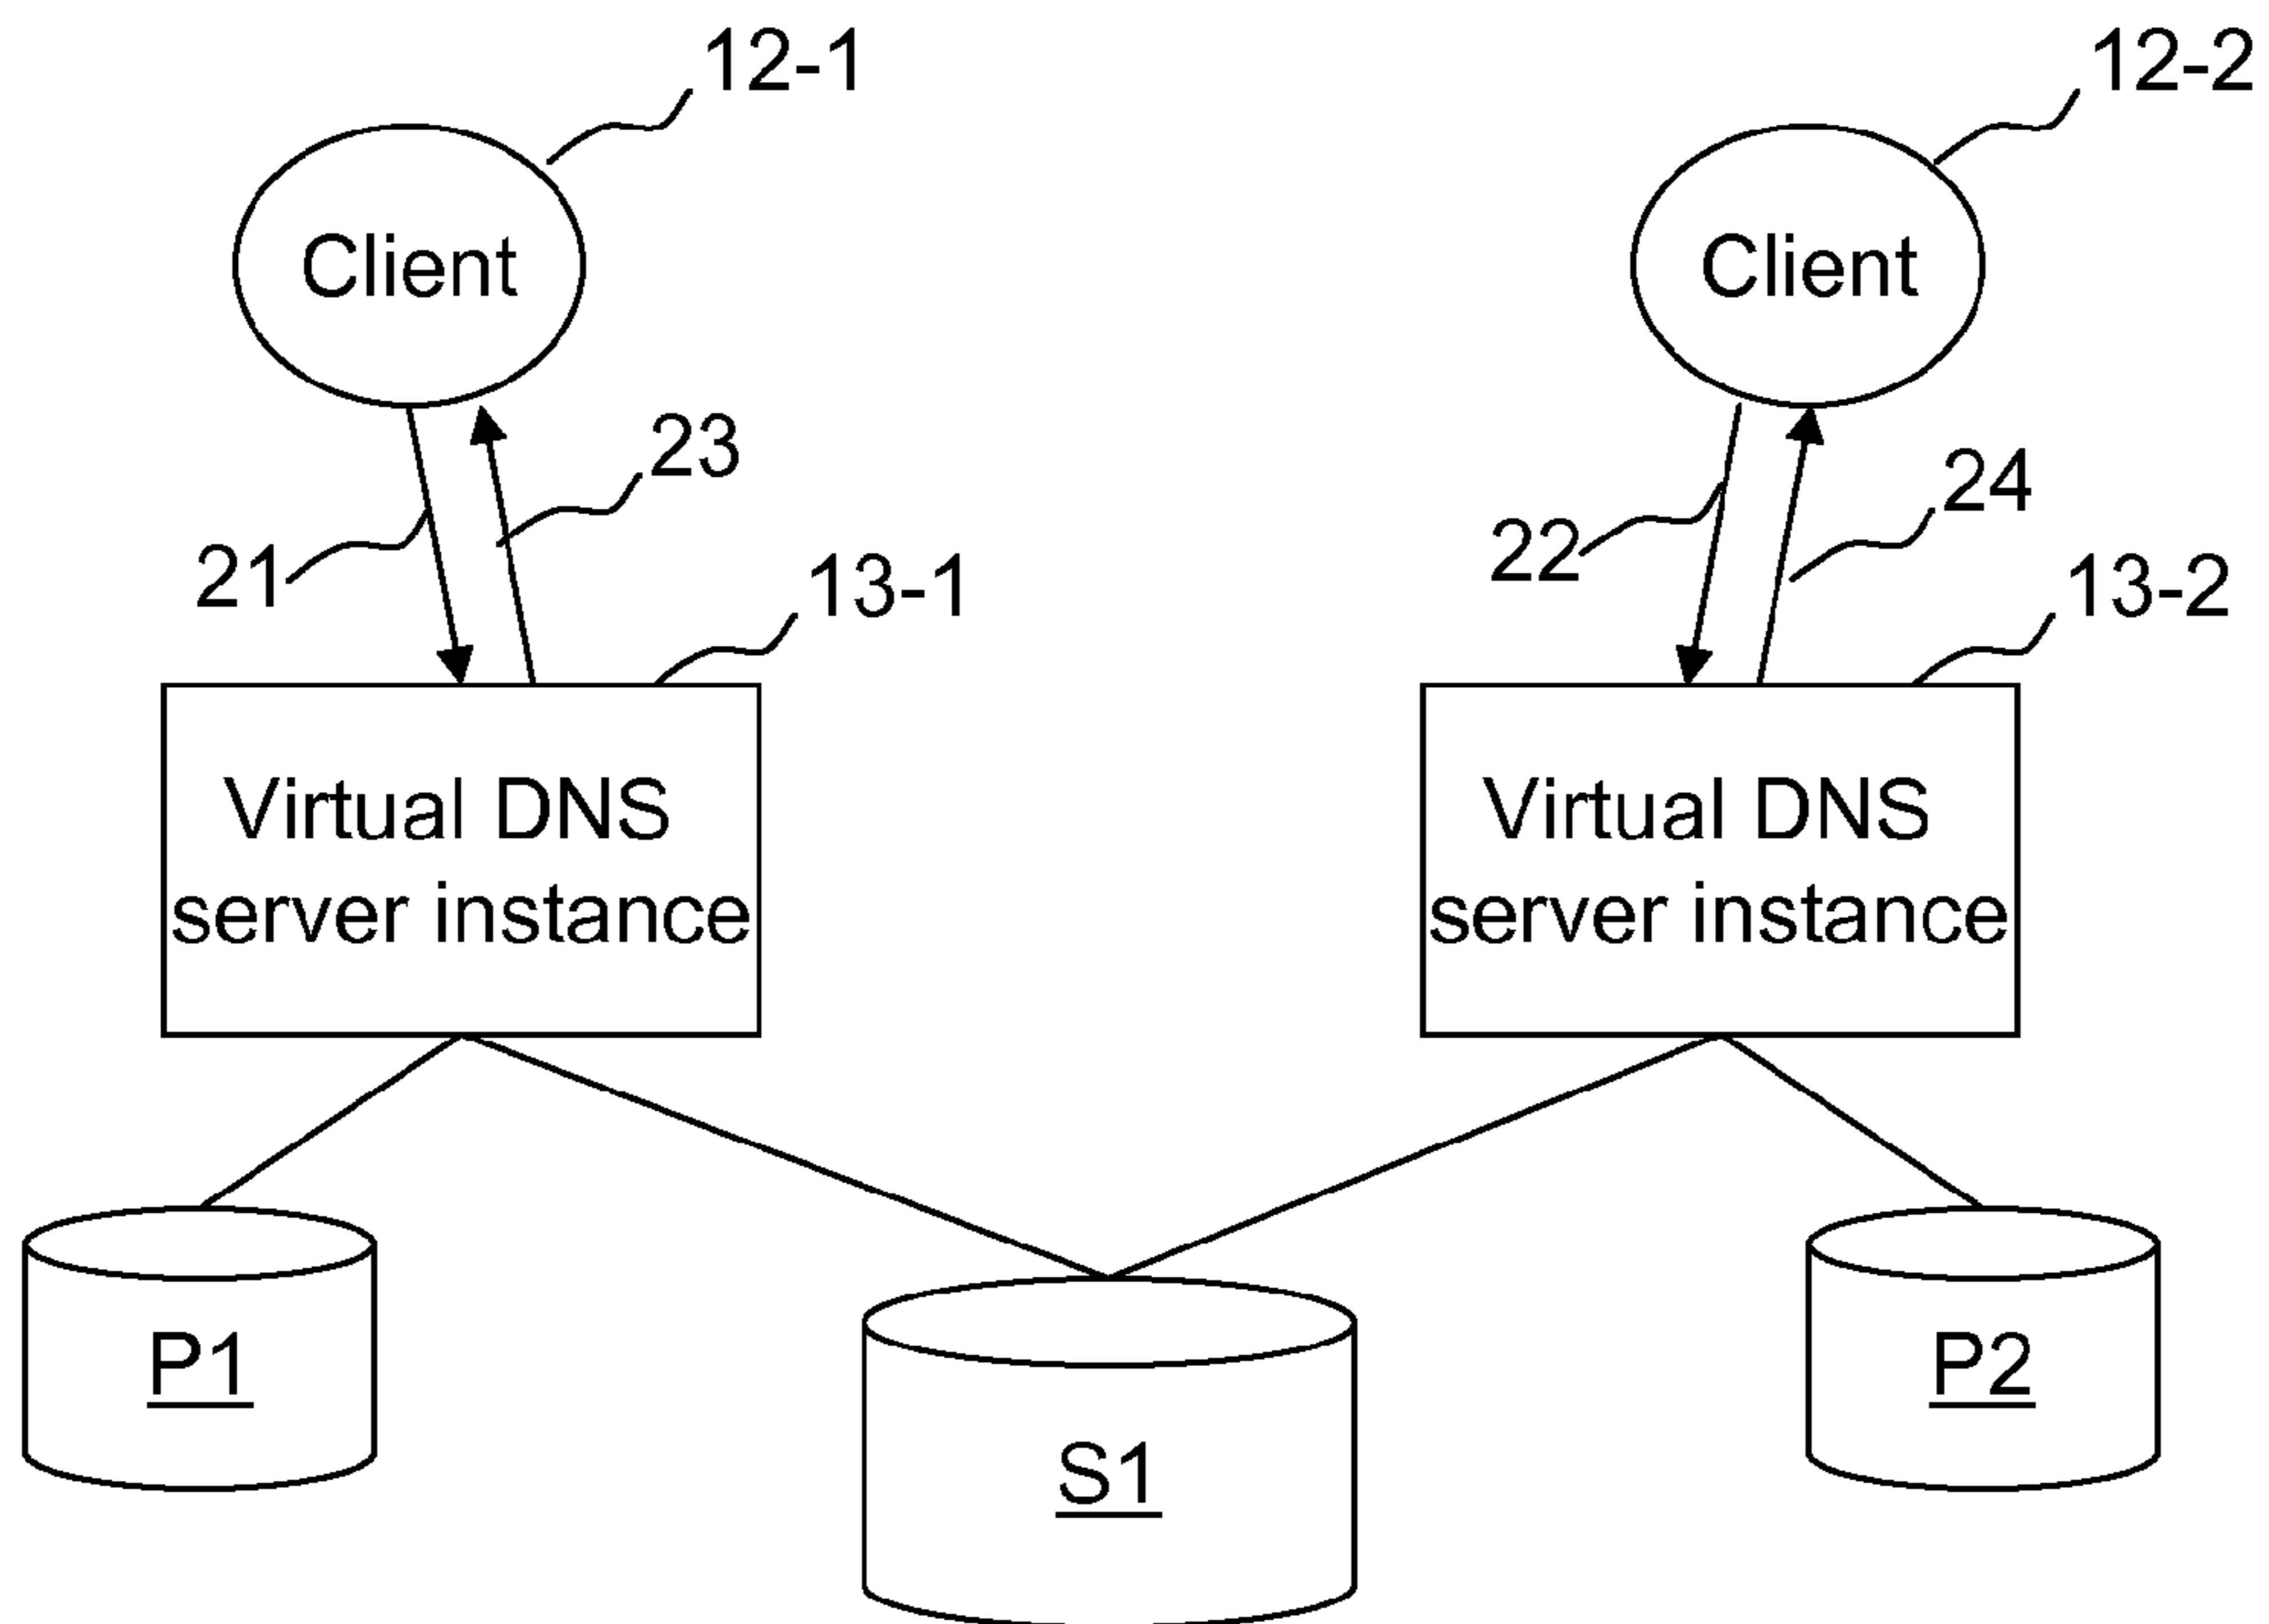 12-1
12-2
Client
Client
23
24
21
22
13-1
13-2
Virtual DNS
server instance
Virtual DNS
server instance
P1
P2
S1